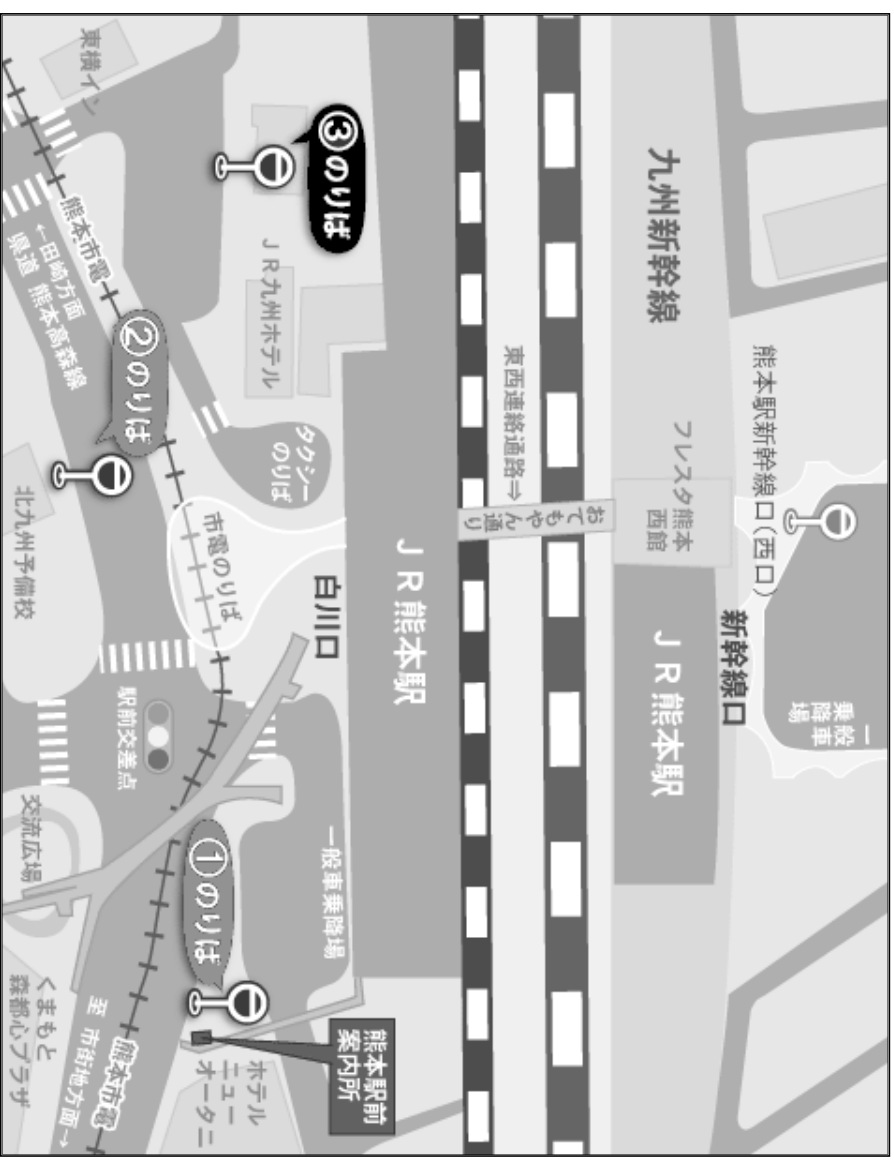 九州新幹線
熊本駅新幹線口(西口)
フレスタ熊本
西館
ＪＲ熊本駅
新幹線口
一般
乗降車
場
東西連絡通路⇒
おてもやん通り
ＪＲ熊本駅
白川口
③のりば
ＪＲ九州ホテル
タクシー
のりば
東横イン
熊本市電
←田崎方面
県道 熊本高森線
②のりば
市電のりば
北九州予備校
駅前交差点
一般車乗降場
①のりば
交流広場
熊本駅前
案内所
ホテル
ニュー
オータニ
熊本市電
至 市街地方面→
くまもと
森都心プラザ